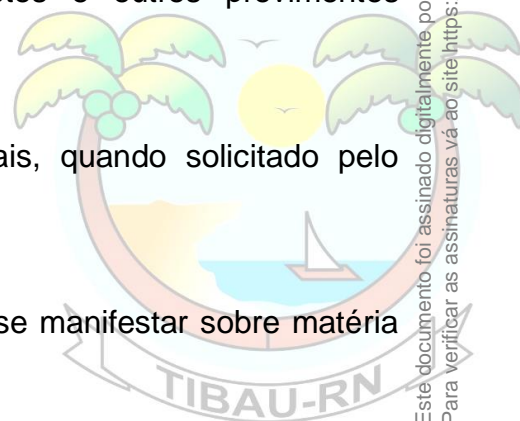 e outros provimentos
ais, quando solicitado pelo
se manifestar sobre matéria
TIBAU-RN
Este documento foi assinado digitalmente po
Para verificar as assinaturas vá ao site https: